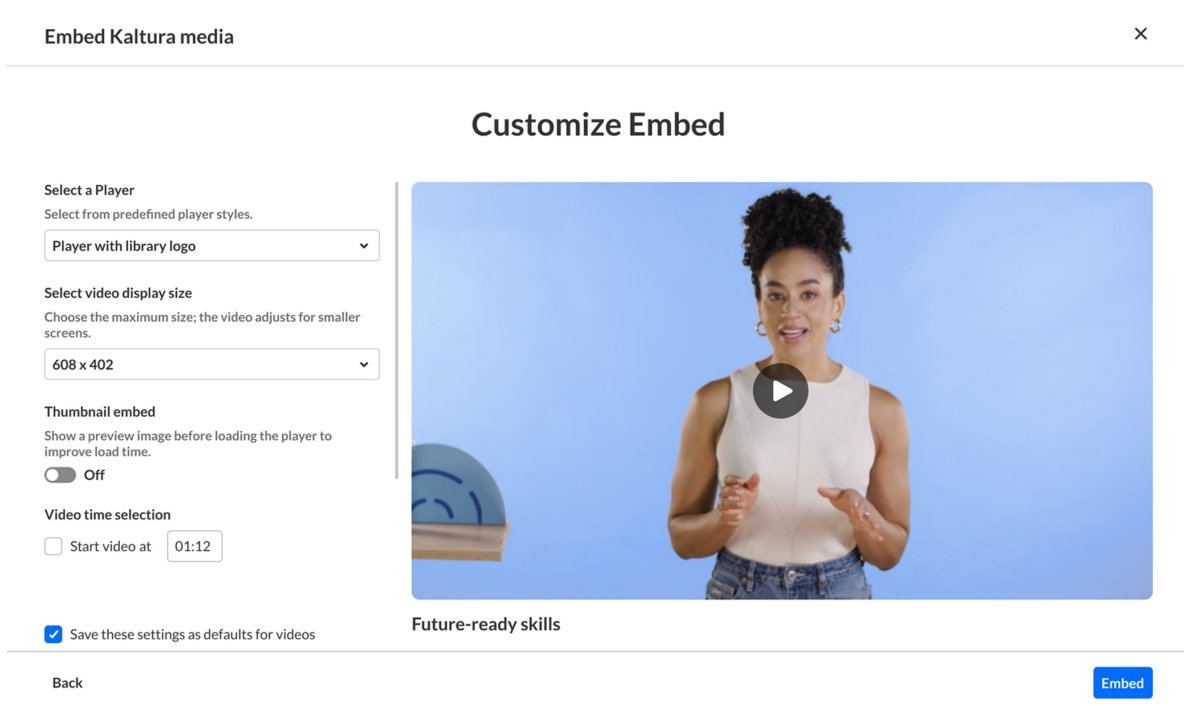 Embed Kaltura media
Customize Embed
Select a Player
Select from predefined player styles.
Player with library logo
Select video display size
Choose the maximum size; the video adjusts for smaller
screens.
608 x 402
Thumbnail embed
Show a preview image before loading the player to
improve load time.
Off
Video time selection
Start video at 01:12
Save these settings as defaults for videos
Future-ready skills
Back
Embed